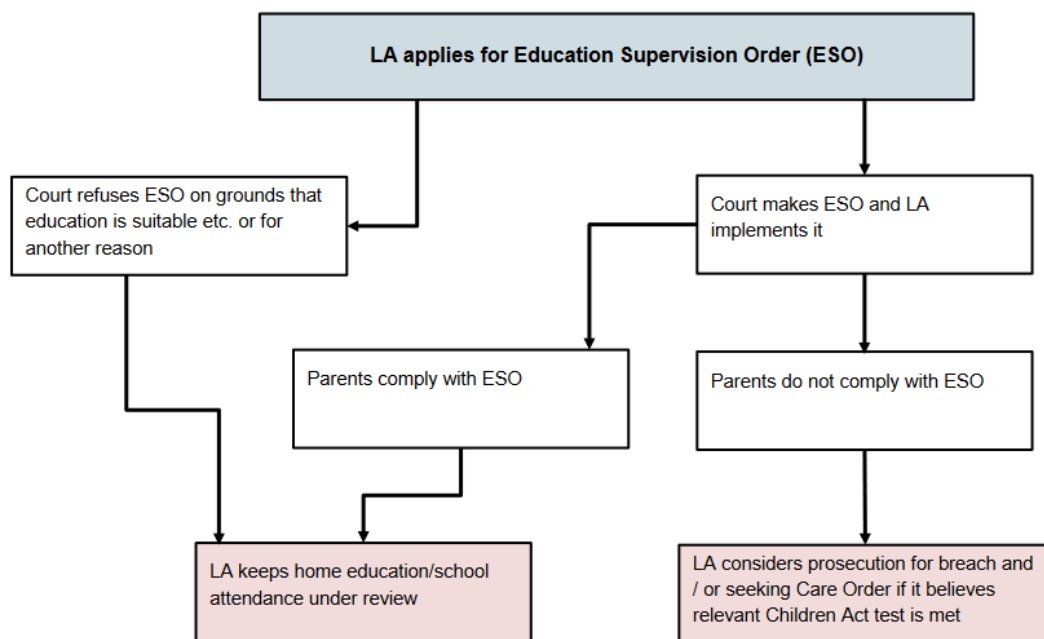 LA applies for Education Supervision Order (ESO)
Court refuses ESO on grounds that
education is suitable etc. or for
another reason
Court makes ESO and LA
implements it
Parents comply with ESO
Parents do not comply with ESO
LA keeps home education/school
attendance under review
LA considers prosecution for breach and
/ or seeking Care Order if it believes
relevant Children Act test is met